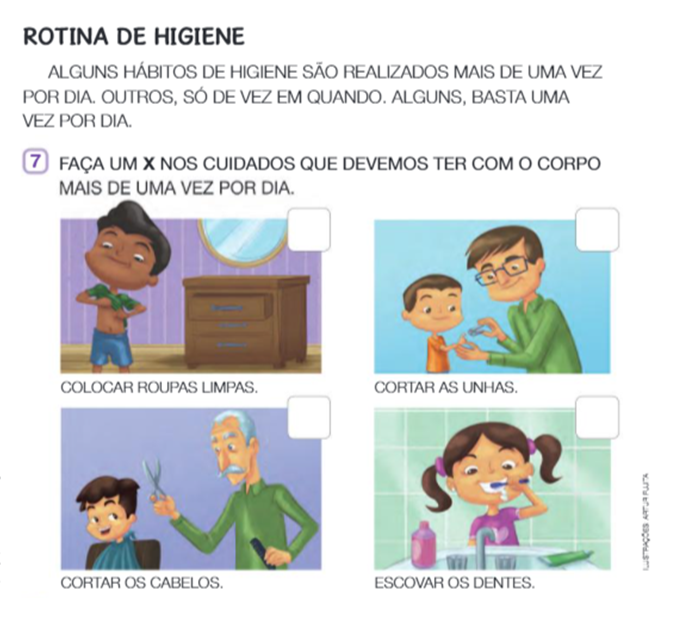 ROTINA DE HIGIENE
ALGUNS HÁBITOS DE HIGIENE SÃO REALIZADOS MAIS DE UMA VEZ
POR DIA. OUTROS, SÓ DE VEZ EM QUANDO. ALGUNS, BASTA UMA
VEZ POR DIA.
7 FAÇA UM X NOS CUIDADOS QUE DEVEMOS TER COM O CORPO
MAIS DE UMA VEZ POR DIA.
COLOCAR ROUPAS LIMPAS.
CORTAR AS UNHAS.
CORTAR OS CABELOS.
ESCOVAR OS DENTES.
ILUSTRAÇÕES